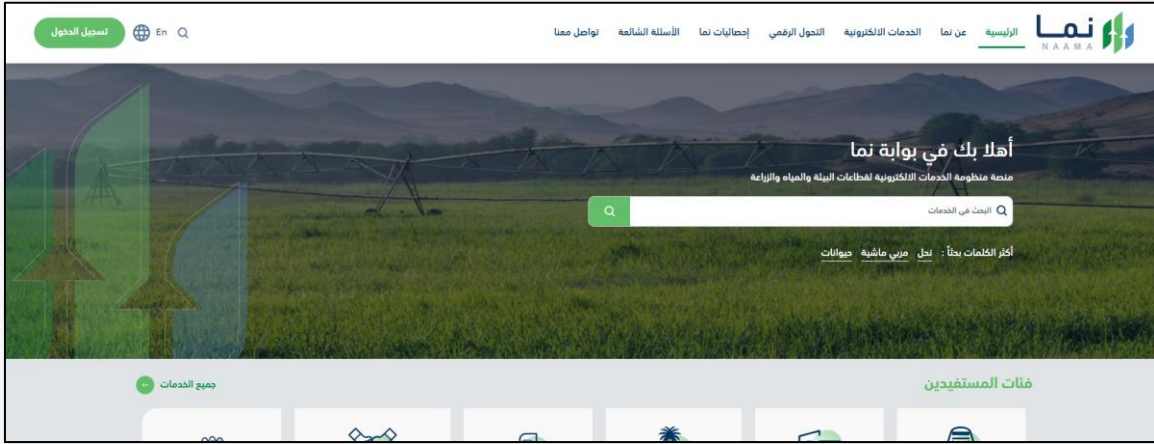 نما
NAAMA
الرئيسية
عن نما
الخدمات الالكترونية
التحول الرقمي
إحصائيات نما
الأسئلة الشائعة
تواصل معنا
En
تسجيل الدخول
أهلا بك في بوابة نما
منصة منظومة الخدمات الالكترونية لقطاعات البيئة والمياه والزراعة
البحث في الخدمات
أكثر الكلمات بحثاً : نحل مربي ماشية حيوانات
فئات المستفيدين
جميع الخدمات